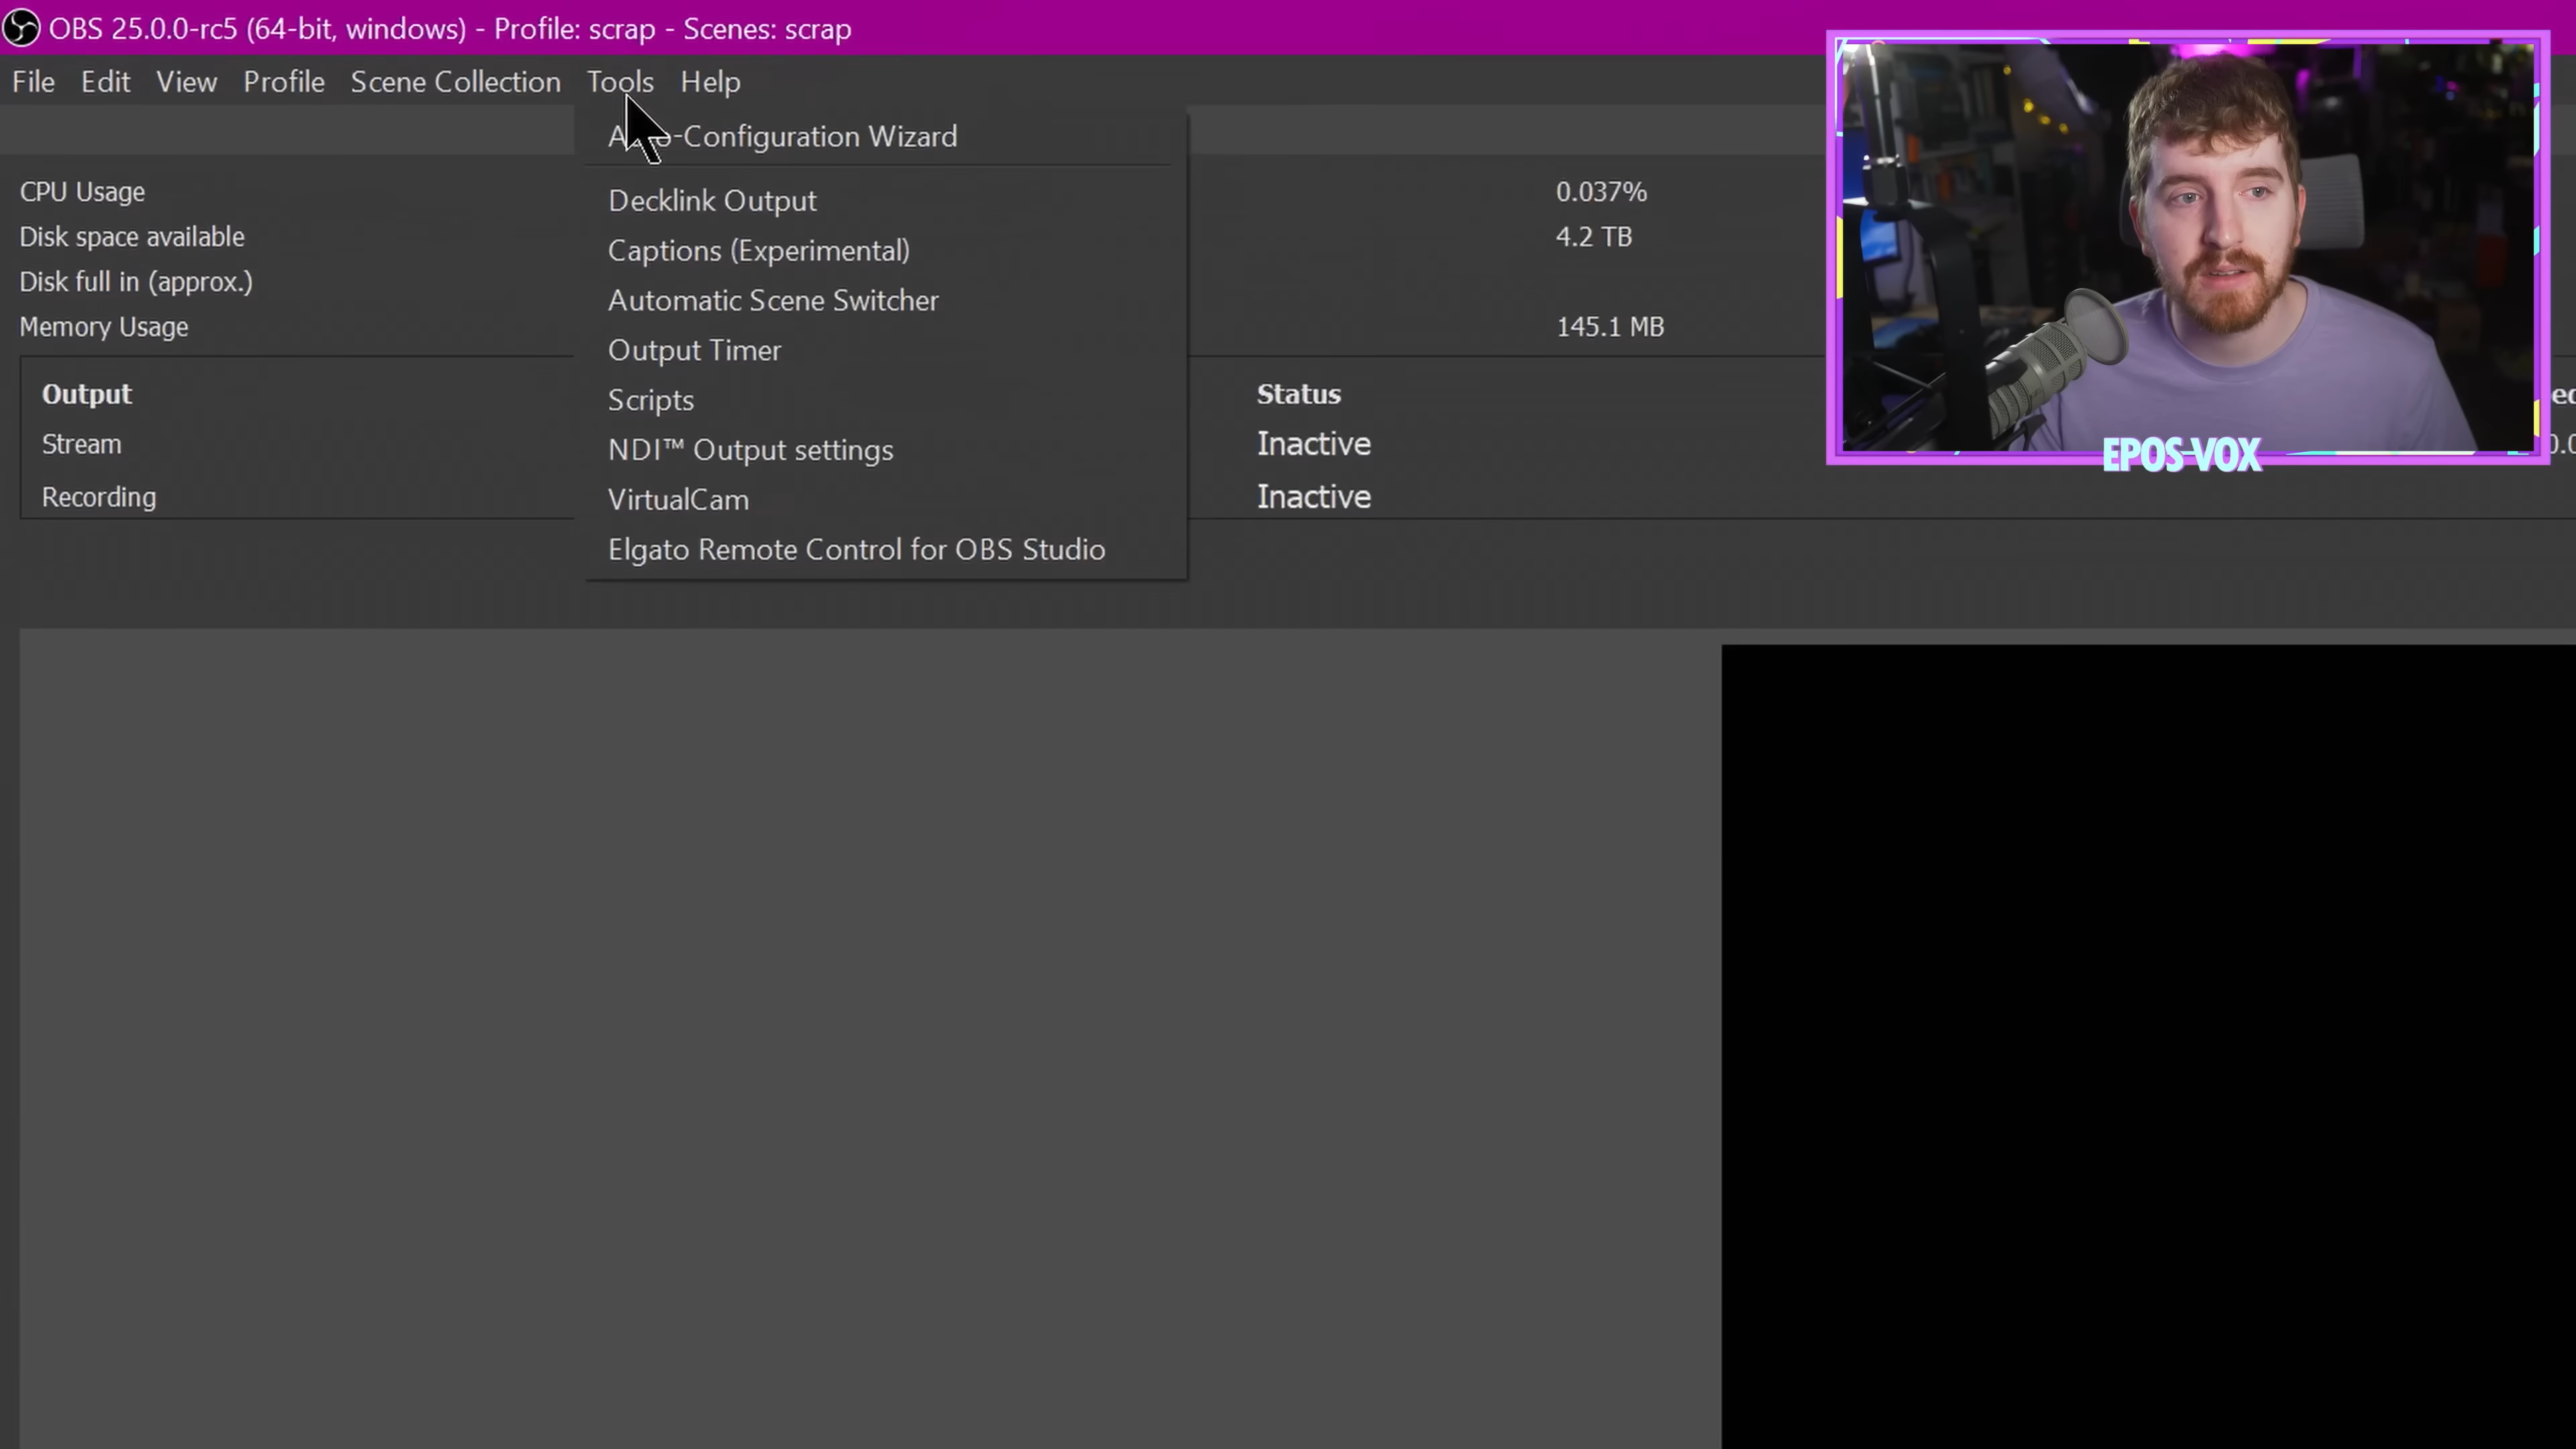 OBS 25.0.0-rc5 (64-bit, windows) - Profile: scrap - Scenes: scrap
File Edit View Profile Scene Collection Tools Help
-Configuration Wizard
CPU Usage 0.037%
Decklink Output
Disk space available 4.2 TB
Captions (Experimental)
Disk full in (approx.)
Automatic Scene Switcher
Memory Usage 145.1 MB
Output Timer
Output Status
Scripts
Stream Inactive
NDI™ Output settings
EPOS VOX
Recording Inactive
VirtualCam
Elgato Remote Control for OBS Studio